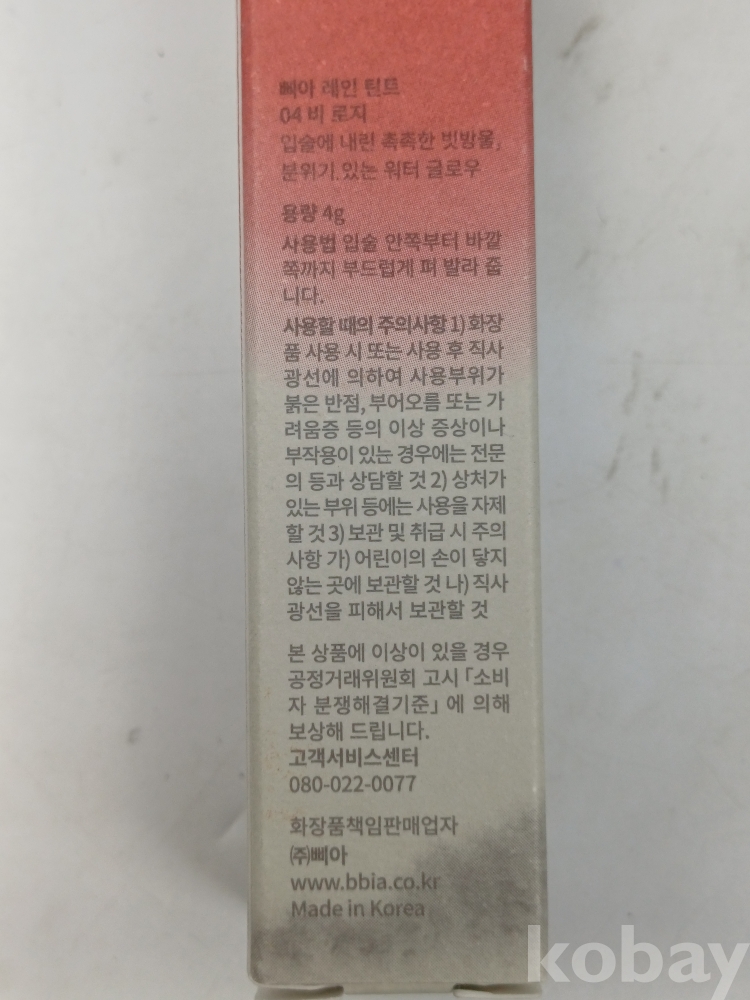 삐아 레인 틴트
04 비 로지
입술에 내린 촉촉한 빗방울,
분위기 있는 워터 글로우
용량 4g
사용법 입술 안쪽부터 바깥
쪽까지 부드럽게 펴 발라 줍
니다.
사용할 때의 주의사항 1) 화장
품 사용 시 또는 사용 후 직사
광선에 의하여 사용부위가
붉은 반점, 부어오름 또는 가
려움증 등의 이상 증상이나
부작용이 있는 경우에는 전문
의 등과 상담할 것 2) 상처가
있는 부위 등에는 사용을 자제
할 것 3) 보관 및 취급 시 주의
사항 가) 어린이의 손이 닿지
않는 곳에 보관할 것 나) 직사
광선을 피해서 보관할 것
본 상품에 이상이 있을 경우
공정거래위원회 고시 「소비
자 분쟁해결기준」 에 의해
보상해 드립니다.
고객서비스센터
080-022-0077
화장품책임판매업자
㈜삐아
www.bbia.co.kr
Made in Korea
kobay